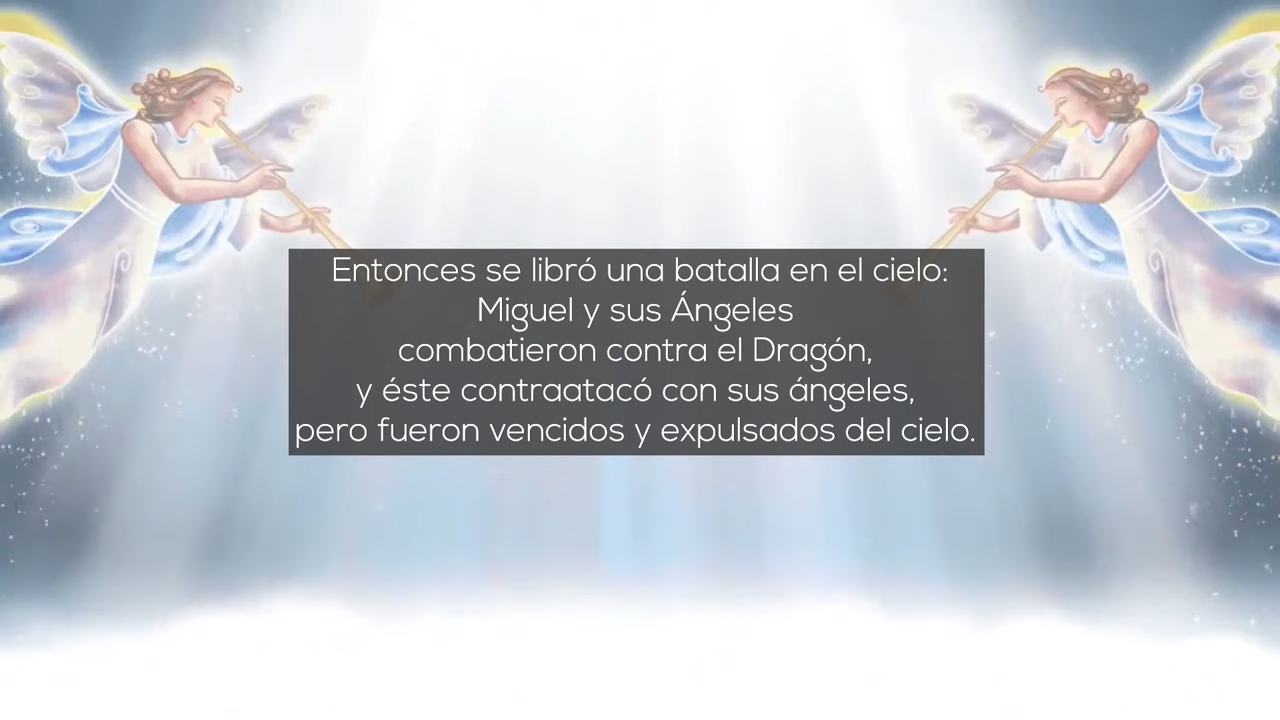 Entonces se libró una batalla en el cielo:
Miguel y sus Ángeles
combatieron contra el Dragón,
y éste contraatacó con sus ángeles,
pero fueron vencidos y expulsados del cielo.